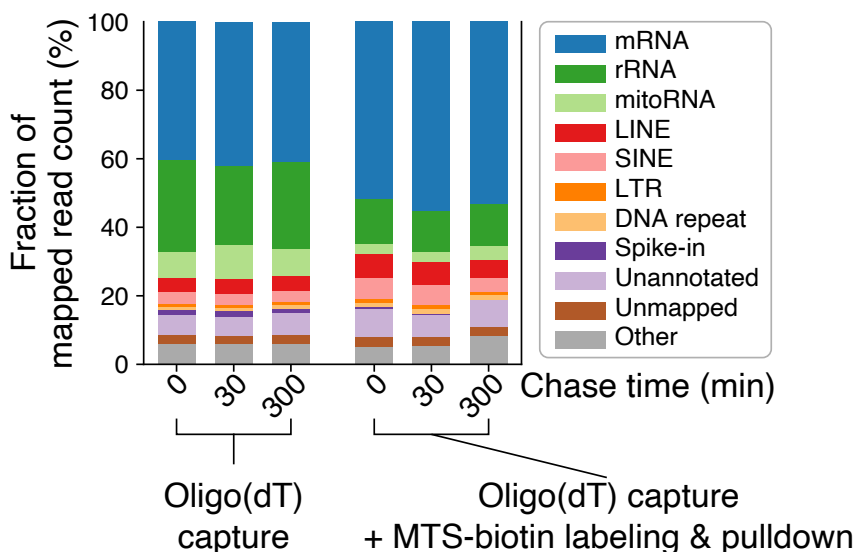 Fraction of
mapped read count (%)
100
80
60
40
20
0
mRNA
rRNA
mitoRNA
LINE
SINE
LTR
DNA repeat
Spike-in
Unannotated
Unmapped
Other
0 30 300 0 30 300 Chase time (min)
Oligo(dT)
capture
Oligo(dT) capture
+ MTS-biotin labeling & pulldown